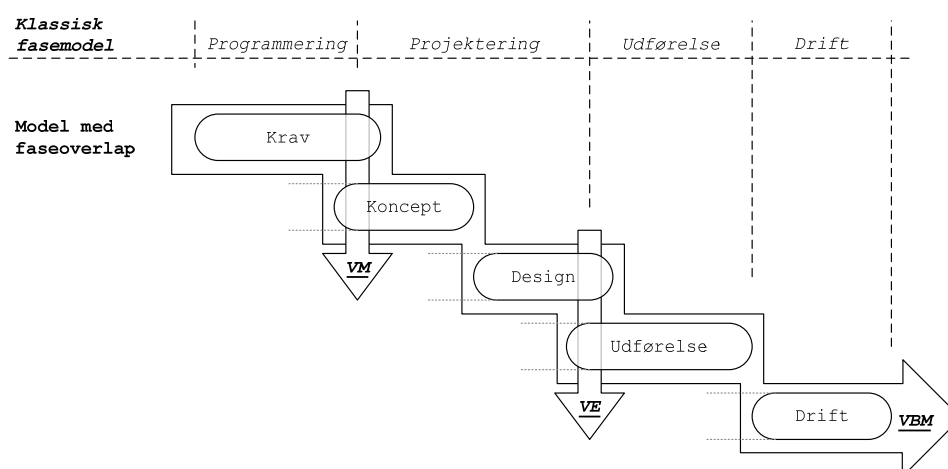 Klassisk
fasemodel
Programmering
Projektering
Udførelse
Drift
Model med
faseoverlap
Krav
Koncept
VM
Design
Udførelse
VE
Drift
VBM